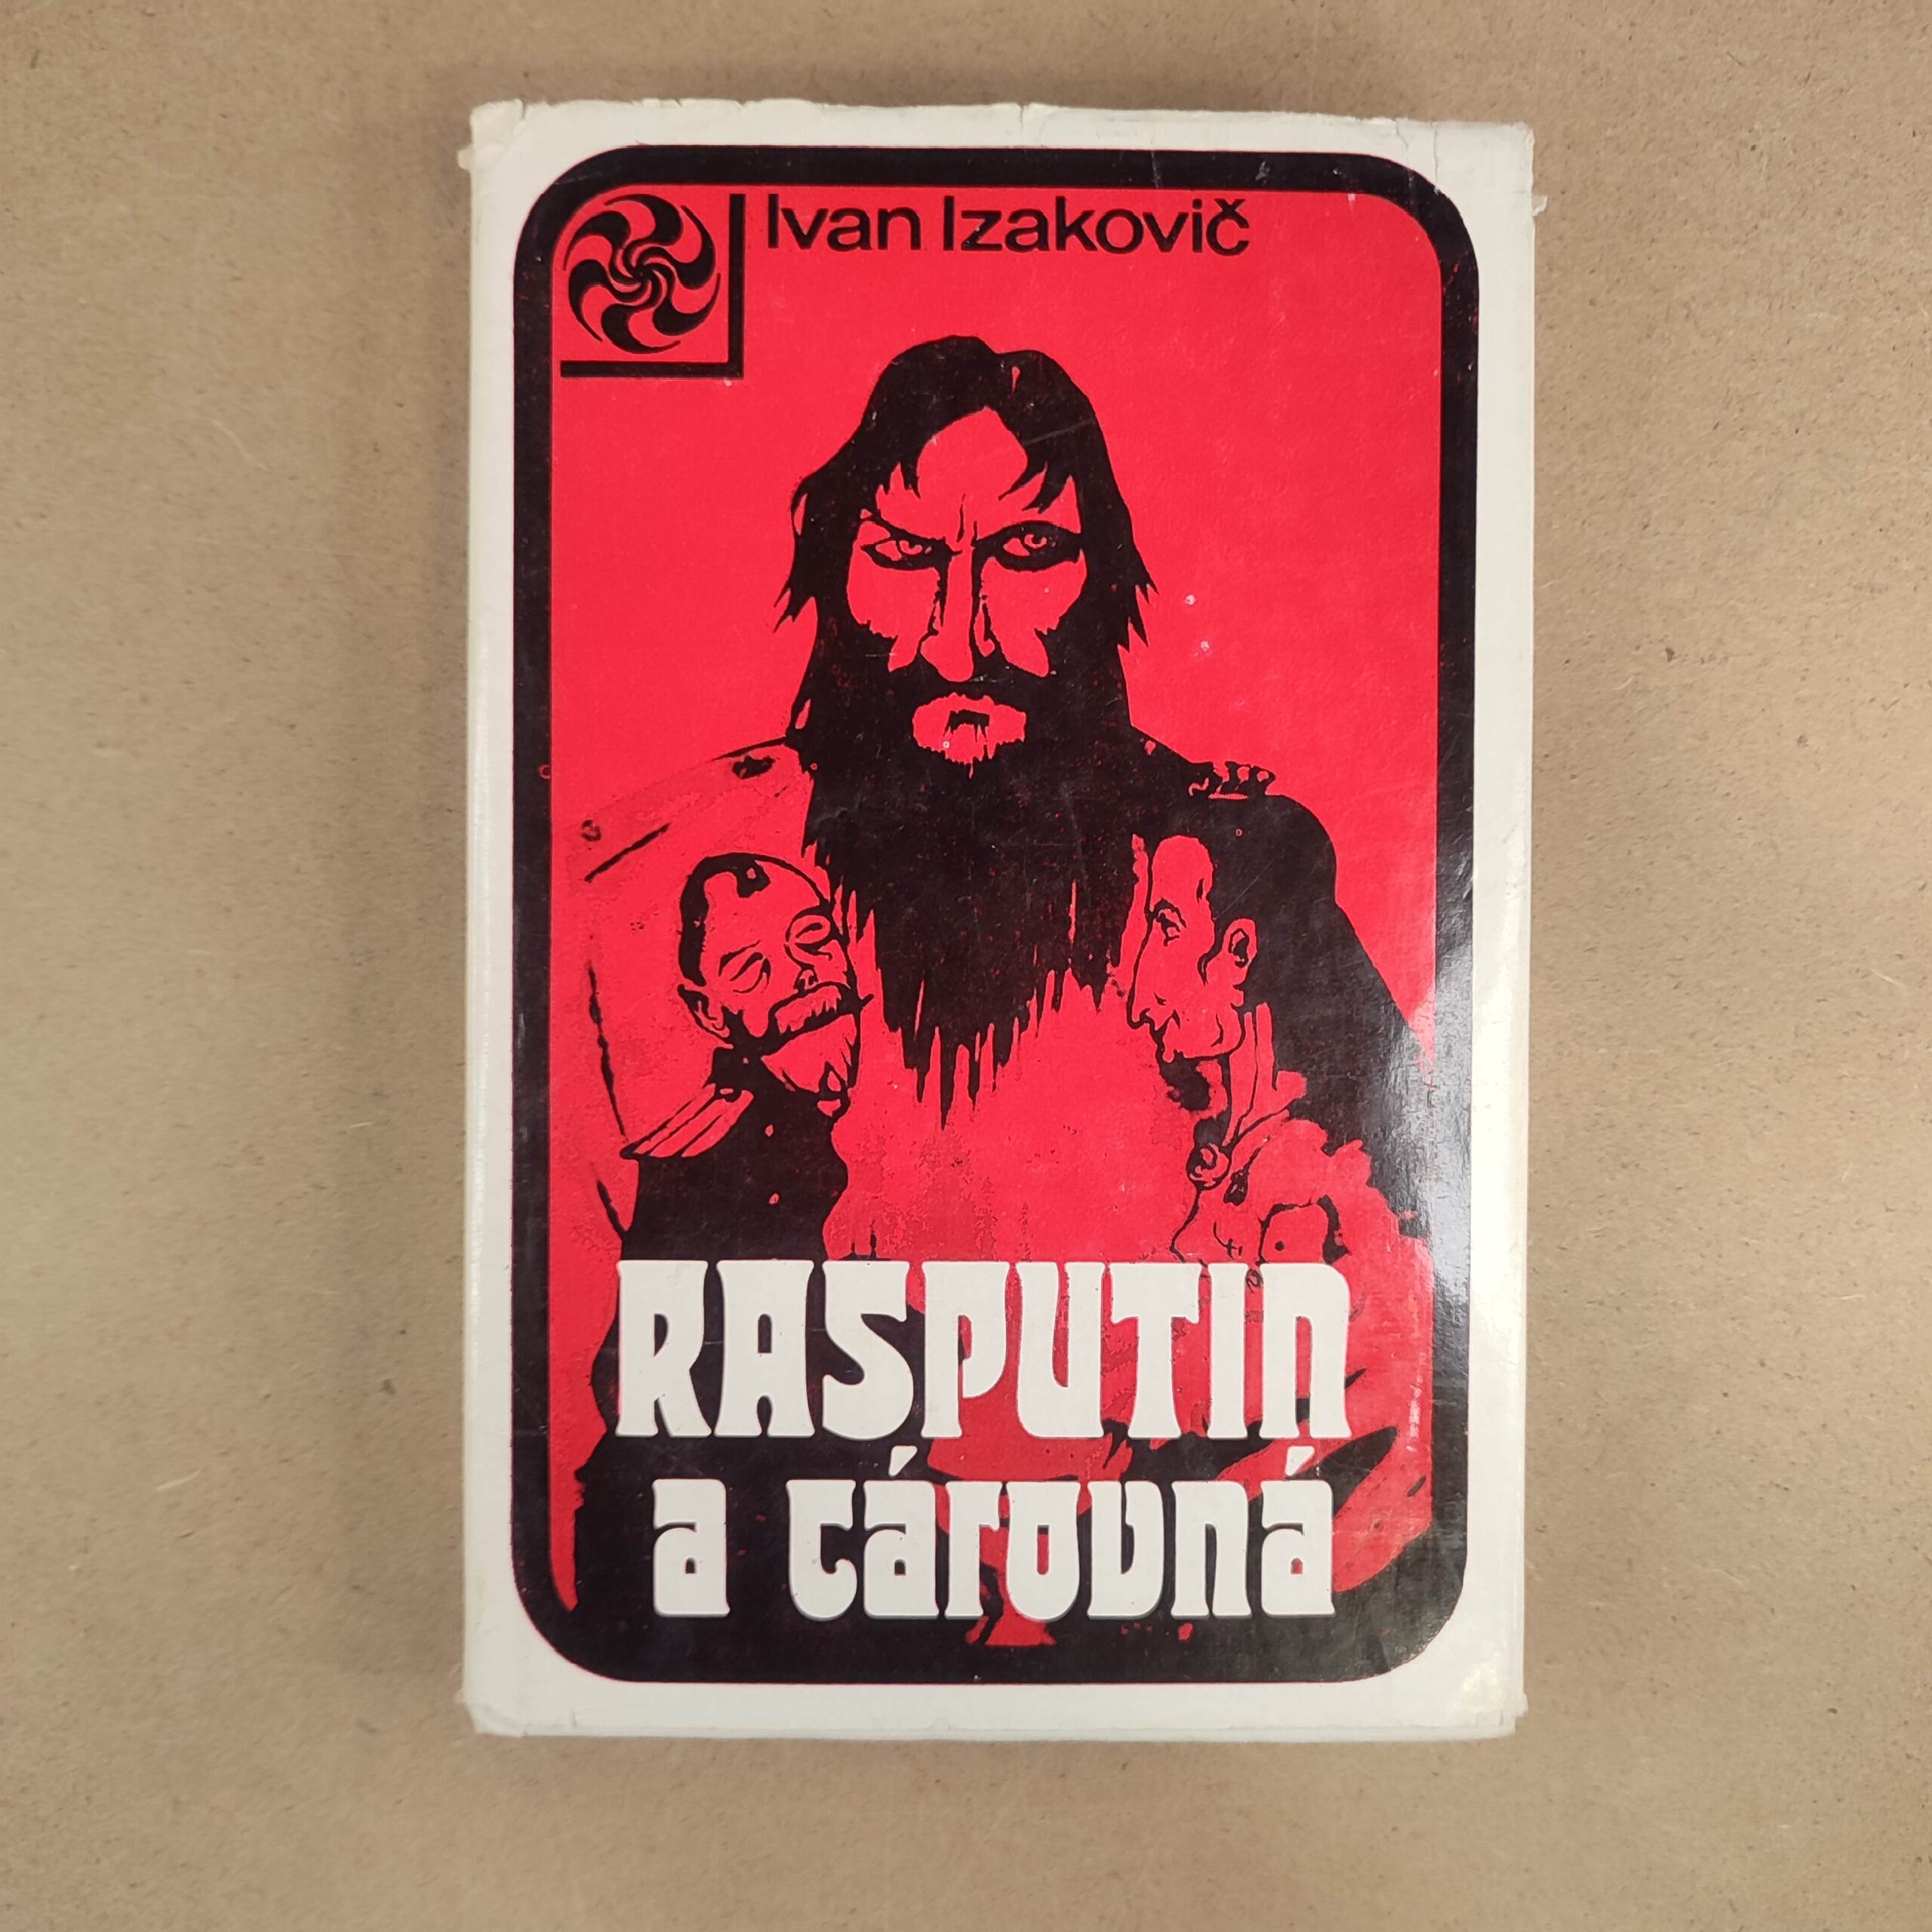 Ivan Izakovič
RASPUTIN
a cárovná